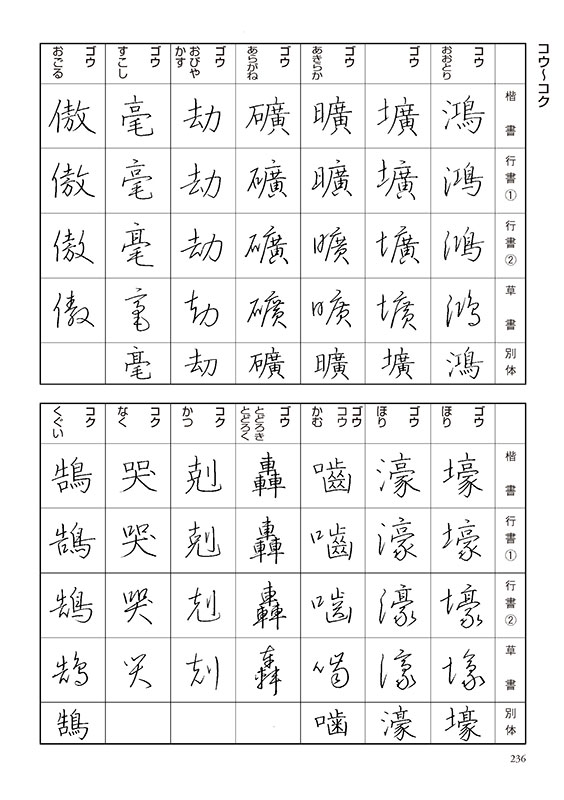 コウ〜コク
楷書 行書① 行書② 草書 別体
コウ
おおとり
鴻 鴻 鴻 鴻 鴻
ゴウ
壙 壙 壙 壙 壙
ゴウ
あきらか
曠 曠 曠 曠 曠
ゴウ
あらがね
礦 礦 礦 礦 礦
ゴウ
おびや
かす
劫 劫 劫 劫 刧
ゴウ
すこし
毫 毫 毫 毫 毫
ゴウ
おごる
傲 傲 傲 傲
楷書 行書① 行書② 草書 別体
ゴウ
ほり
壕 壕 壕 壕 壕
ゴウ
ほり
濠 濠 濠 濠 濠
ゴウ
コウ
かむ
嚙 嚙 嚙 嚙 噛
ゴウ
とどろき
とどろく
轟 轟 轟 轟
コク
かつ
剋 剋 剋 剋
コク
なく
哭 哭 哭 哭
コク
くぐい
鵠 鵠 鵠 鵠 鵠
236